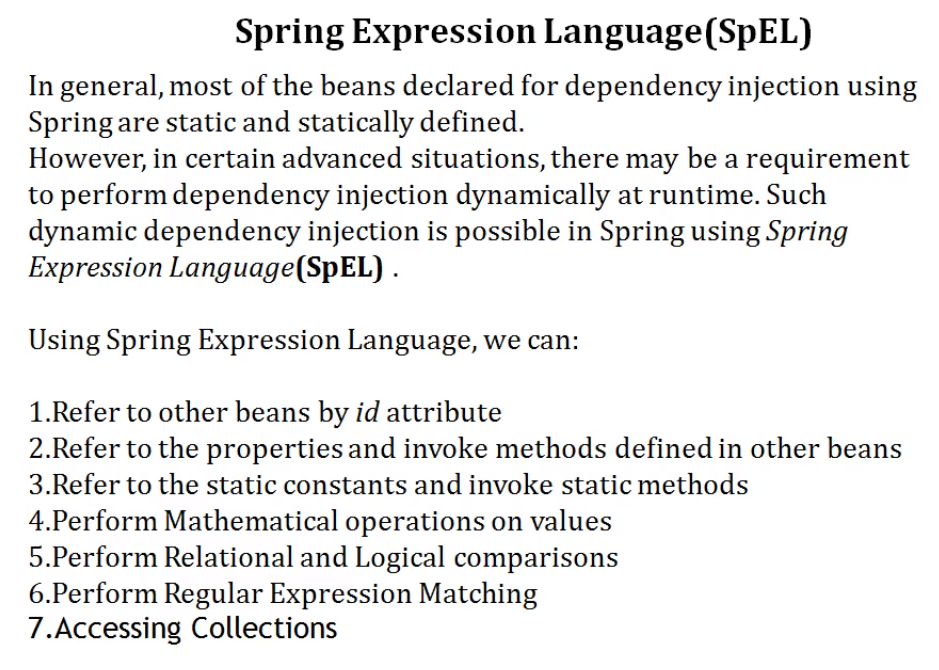 Spring Expression Language(SpEL)
In general, most of the beans declared for dependency injection using
Spring are static and statically defined.
However, in certain advanced situations, there may be a requirement
to perform dependency injection dynamically at runtime. Such
dynamic dependency injection is possible in Spring using Spring
Expression Language(SpEL) .
Using Spring Expression Language, we can:
1.Refer to other beans by id attribute
2.Refer to the properties and invoke methods defined in other beans
3.Refer to the static constants and invoke static methods
4.Perform Mathematical operations on values
5.Perform Relational and Logical comparisons
6.Perform Regular Expression Matching
7.Accessing Collections